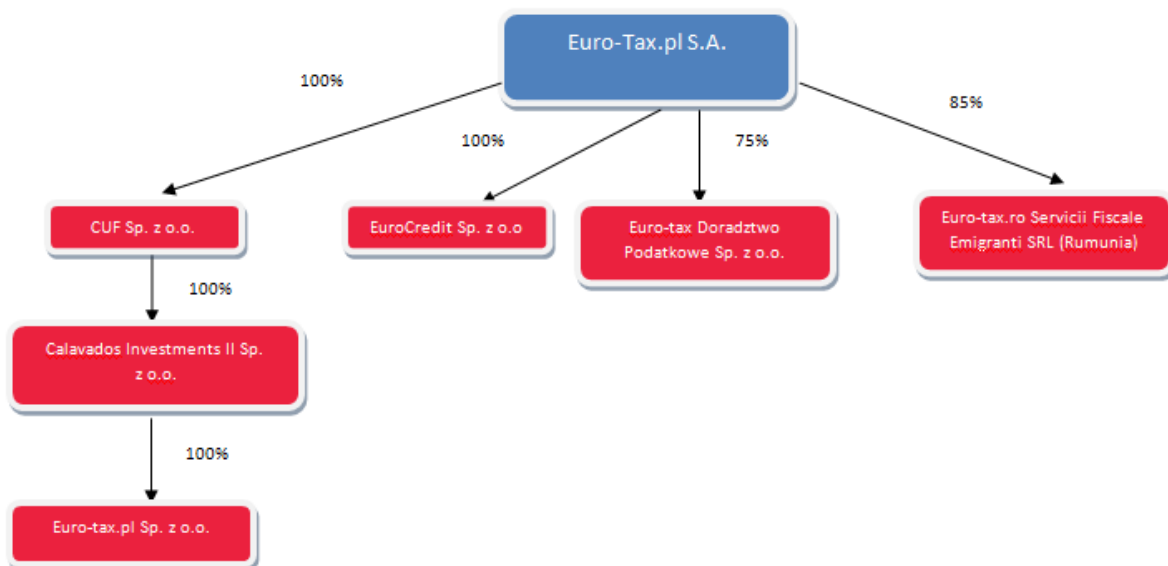 Euro-Tax.pl S.A.
100%
100%
75%
85%
CUF Sp. z o.o.
EuroCredit Sp. z o.o
Euro-tax Doradztwo
Podatkowe Sp. z o.o.
Euro-tax.ro Servicii Fiscale
Emigranti SRL (Rumunia)
100%
Calavados Investments II Sp.
z o.o.
100%
Euro-tax.pl Sp. z o.o.